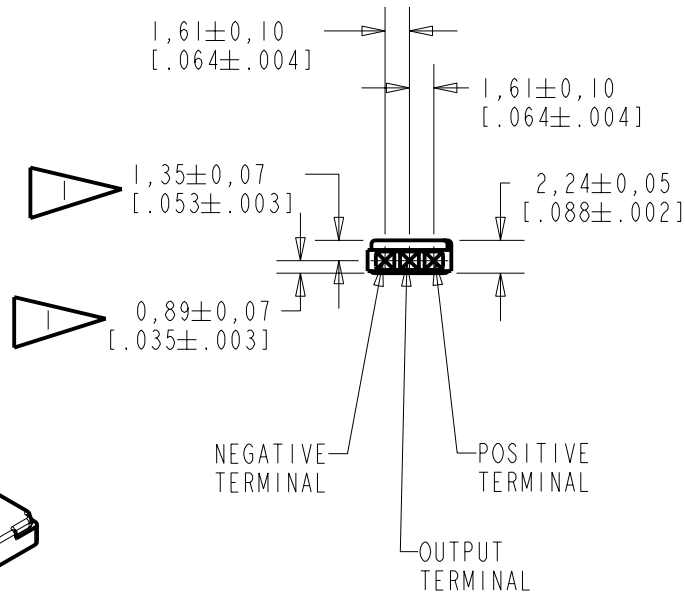 1,61±0,10
[.064±.004]
1,61±0,10
[.064±.004]
1
1,35±0,07
[.053±.003]
2,24±0,05
[.088±.002]
1
0,89±0,07
[.035±.003]
NEGATIVE
TERMINAL
POSITIVE
TERMINAL
OUTPUT
TERMINAL